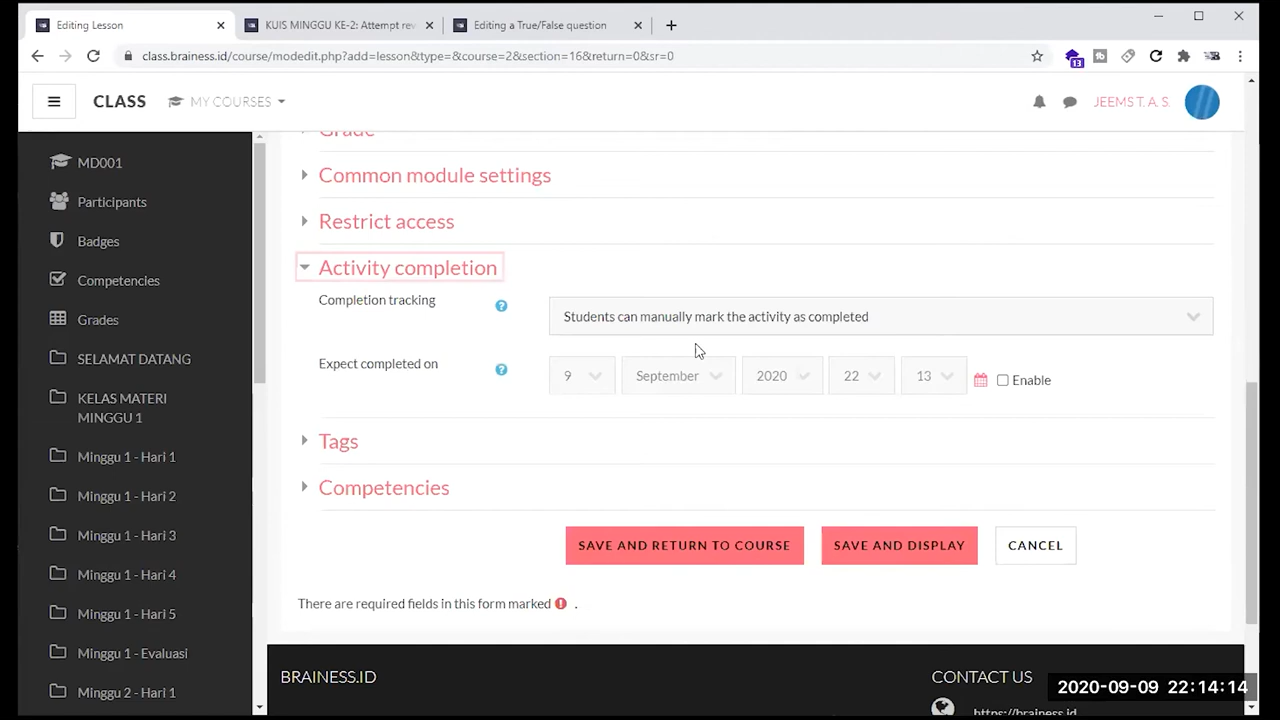 Editing Lesson
KUIS MINGGU KE-2: Attempt rev
Editing a True/False question
class.brainess.id/course/modedit.php?add=lesson&type=&course=2&section=16&return=0&sr=0
13
CLASS
MY COURSES
JEEMS T. A. S.
MD001
Participants
Badges
Competencies
Grades
SELAMAT DATANG
KELAS MATERI
MINGGU 1
Minggu 1 - Hari 1
Minggu 1 - Hari 2
Minggu 1 - Hari 3
Minggu 1 - Hari 4
Minggu 1 - Hari 5
Minggu 1 - Evaluasi
Minggu 2 - Hari 1
Grade
Common module settings
Restrict access
Activity completion
Completion tracking
Students can manually mark the activity as completed
Expect completed on
9 September 2020 22 13 Enable
Tags
Competencies
SAVE AND RETURN TO COURSE SAVE AND DISPLAY CANCEL
There are required fields in this form marked .
BRAINESS.ID
CONTACT US
https://brainess.id
2020-09-09 22:14:14